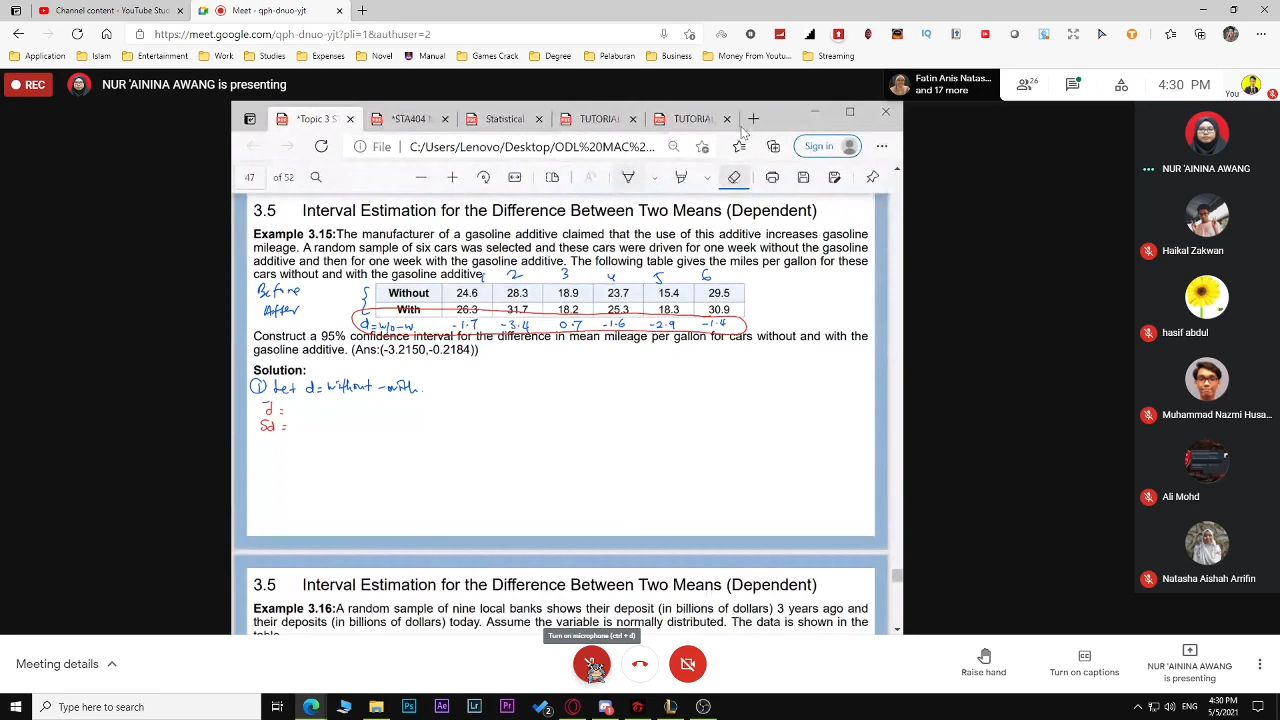 Channel content - YouTube Stud
Meet - qph-dnuo-yjt
https://meet.google.com/qph-dnuo-yjt?pli=1&authuser=2
Application
Learn
Entertainment
Work
Studies
Novel
Manual
Games Crack
Degree
Pelaburan
Business
Money From Youtu...
Streaming
REC
NUR 'AININA AWANG is presenting
Fatin Anis Natas...
and 17 more
26
4:30 PM
You
*Topic 3 S
*STA404 M
Statistical
TUTORIAL
TUTORIAL
File
C:/Users/Lenovo/Desktop/ODL%20MAC%20...
Sign in
47 of 52
3.5 Interval Estimation for the Difference Between Two Means (Dependent)
Example 3.15:The manufacturer of a gasoline additive claimed that the use of this additive increases gasoline
mileage. A random sample of six cars was selected and these cars were driven for one week without the gasoline
additive and then for one week with the gasoline additive. The following table gives the miles per gallon for these
cars without and with the gasoline additive.
1 2 3 4 5 6
Before Without 24.6 28.3 18.9 23.7 15.4 29.5
After With 26.3 31.7 18.2 25.3 18.3 30.9
d=w/o-w -1.7 -3.4 0.7 -1.6 -2.9 -1.4
Construct a 95% confidence interval for the difference in mean mileage per gallon for cars without and with the
gasoline additive. (Ans:(-3.2150,-0.2184))
Solution:
① Let d = without - with.
d̄ =
Sd =
3.5 Interval Estimation for the Difference Between Two Means (Dependent)
Example 3.16:A random sample of nine local banks shows their deposit (in billions of dollars) 3 years ago and
their deposits (in billions of dollars) today. Assume the variable is normally distributed. The data is shown in the
table.
NUR 'AININA AWANG
Haikal Zakwan
hasif abdul
Muhammad Nazmi Husa...
Ali Mohd
Natasha Aishah Arrifin
Turn on microphone (ctrl + d)
Meeting details
Raise hand
Turn on captions
NUR 'AININA AWANG
is presenting
Type here to search
ENG
4:30 PM
5/5/2021